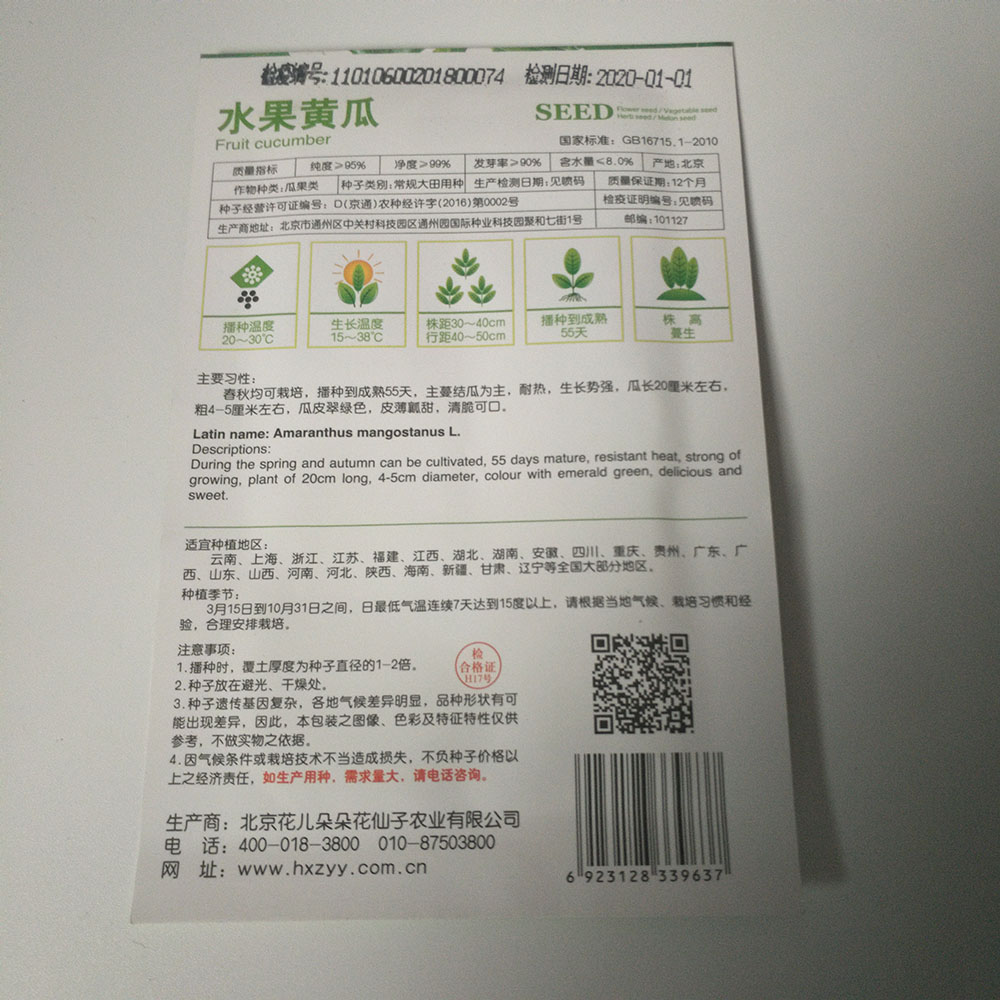 检疫编号:11010600201800074 检测日期:2020-01-01
水果黄瓜
Fruit cucumber
SEED
Flower seed / Vegetable seed
Herb seed / Melon seed
国家标准: GB16715.1-2010
质量指标 纯度≥95% 净度≥99% 发芽率≥90% 含水量<8.0% 产地:北京
作物种类:瓜果类 种子类别:常规大田用种 生产检测日期:见喷码 质量保证期:12个月
种子经营许可证编号: D(京通)农种经许字(2016)第0002号 检疫证明编号:见喷码
生产商地址: 北京市通州区中关村科技园区通州园国际种业科技园聚和七街1号 邮编:101127
播种温度
20~30℃
生长温度
15~38℃
株距30~40cm
行距40~50cm
播种到成熟
55天
株 高
蔓生
主要习性:
春秋均可栽培，播种到成熟55天，主蔓结瓜为主，耐热，生长势强，瓜长20厘米左右，
粗4-5厘米左右，瓜皮翠绿色，皮薄瓤甜，清脆可口。
Latin name: Amaranthus mangostanus L.
Descriptions:
During the spring and autumn can be cultivated, 55 days mature, resistant heat, strong of
growing, plant of 20cm long, 4-5cm diameter, colour with emerald green, delicious and
sweet.
适宜种植地区:
云南、上海、浙江、江苏、福建、江西、湖北、湖南、安徽、四川、重庆、贵州、广东、广
西、山东、山西、河南、河北、陕西、海南、新疆、甘肃、辽宁等全国大部分地区。
种植季节:
3月15日到10月31日之间，日最低气温连续7天达到15度以上，请根据当地气候、栽培习惯和经
验，合理安排栽培。
注意事项:
1.播种时，覆土厚度为种子直径的1-2倍。
2.种子放在避光、干燥处。
3.种子遗传基因复杂，各地气候差异明显，品种形状有可
能出现差异，因此，本包装之图像、色彩及特征特性仅供
参考，不做实物之依据。
4.因气候条件或栽培技术不当造成损失，不负种子价格以
上之经济责任，如生产用种，需求量大，请电话咨询。
检
合格证
H17号
生产商: 北京花儿朵朵花仙子农业有限公司
电 话: 400-018-3800 010-87503800
网 址: www.hxzyy.com.cn
6 923128 339637